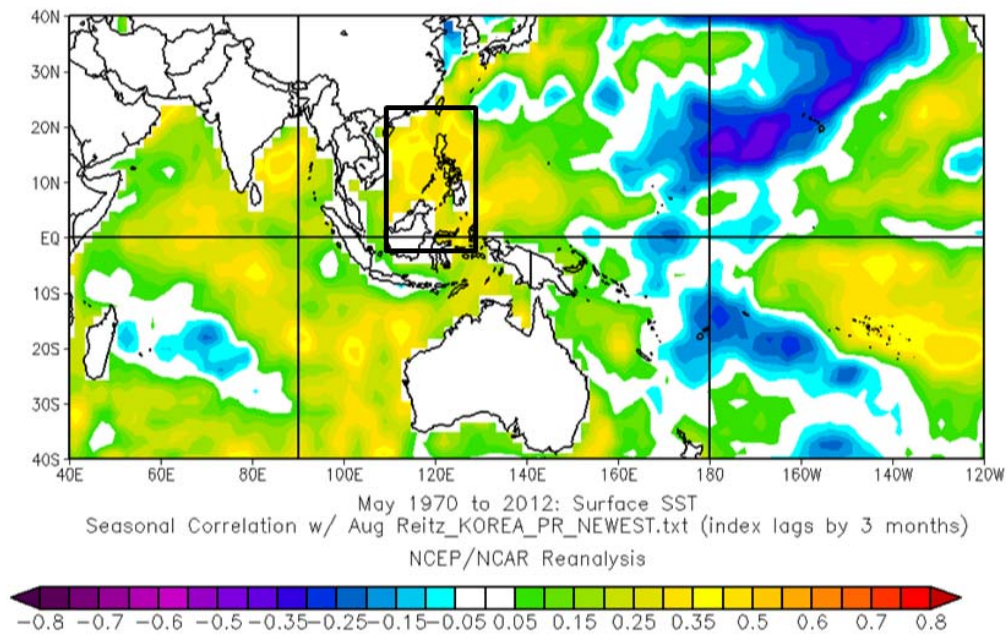 40N
30N
20N
10N
EQ
10S
20S
30S
40S
40E 60E 80E 100E 120E 140E 160E 180 160W 140W 120W
May 1970 to 2012: Surface SST
Seasonal Correlation w/ Aug Reitz_KOREA_PR_NEWEST.txt (index lags by 3 months)
NCEP/NCAR Reanalysis
-0.8 -0.7 -0.6 -0.5 -0.35 -0.25 -0.15 -0.05 0.05 0.15 0.25 0.35 0.5 0.6 0.7 0.8